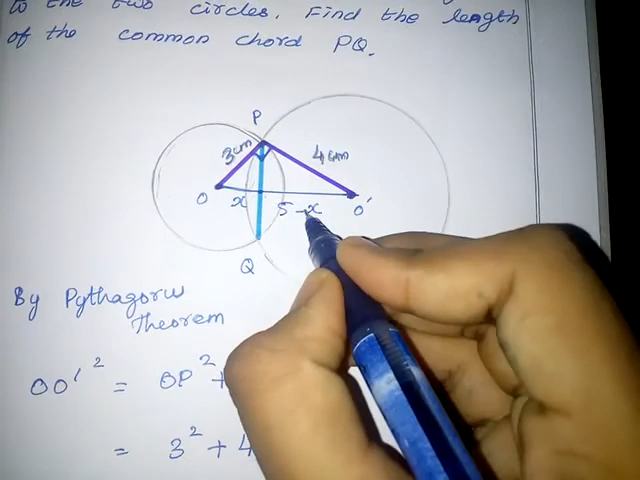 to the two circles. Find the length
of the common chord PQ.
P
3cm
4cm
O
x
5-x
O'
Q
By Pythagorus
Theorem
OO'² = OP² +
= 3² + 4